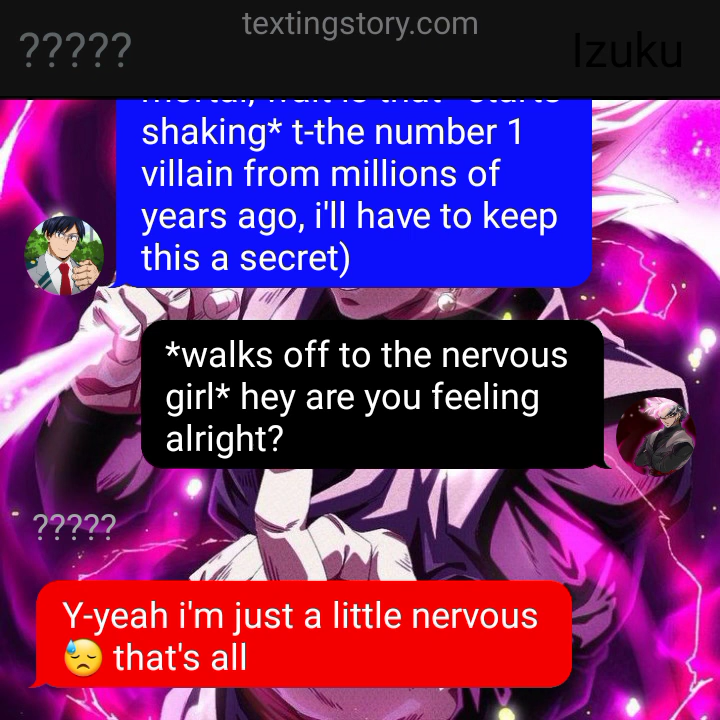 textingstory.com
????? Izuku
shaking* t-the number 1
villain from millions of
years ago, i'll have to keep
this a secret)
*walks off to the nervous
girl* hey are you feeling
alright?
?????
Y-yeah i'm just a little nervous
😓 that's all